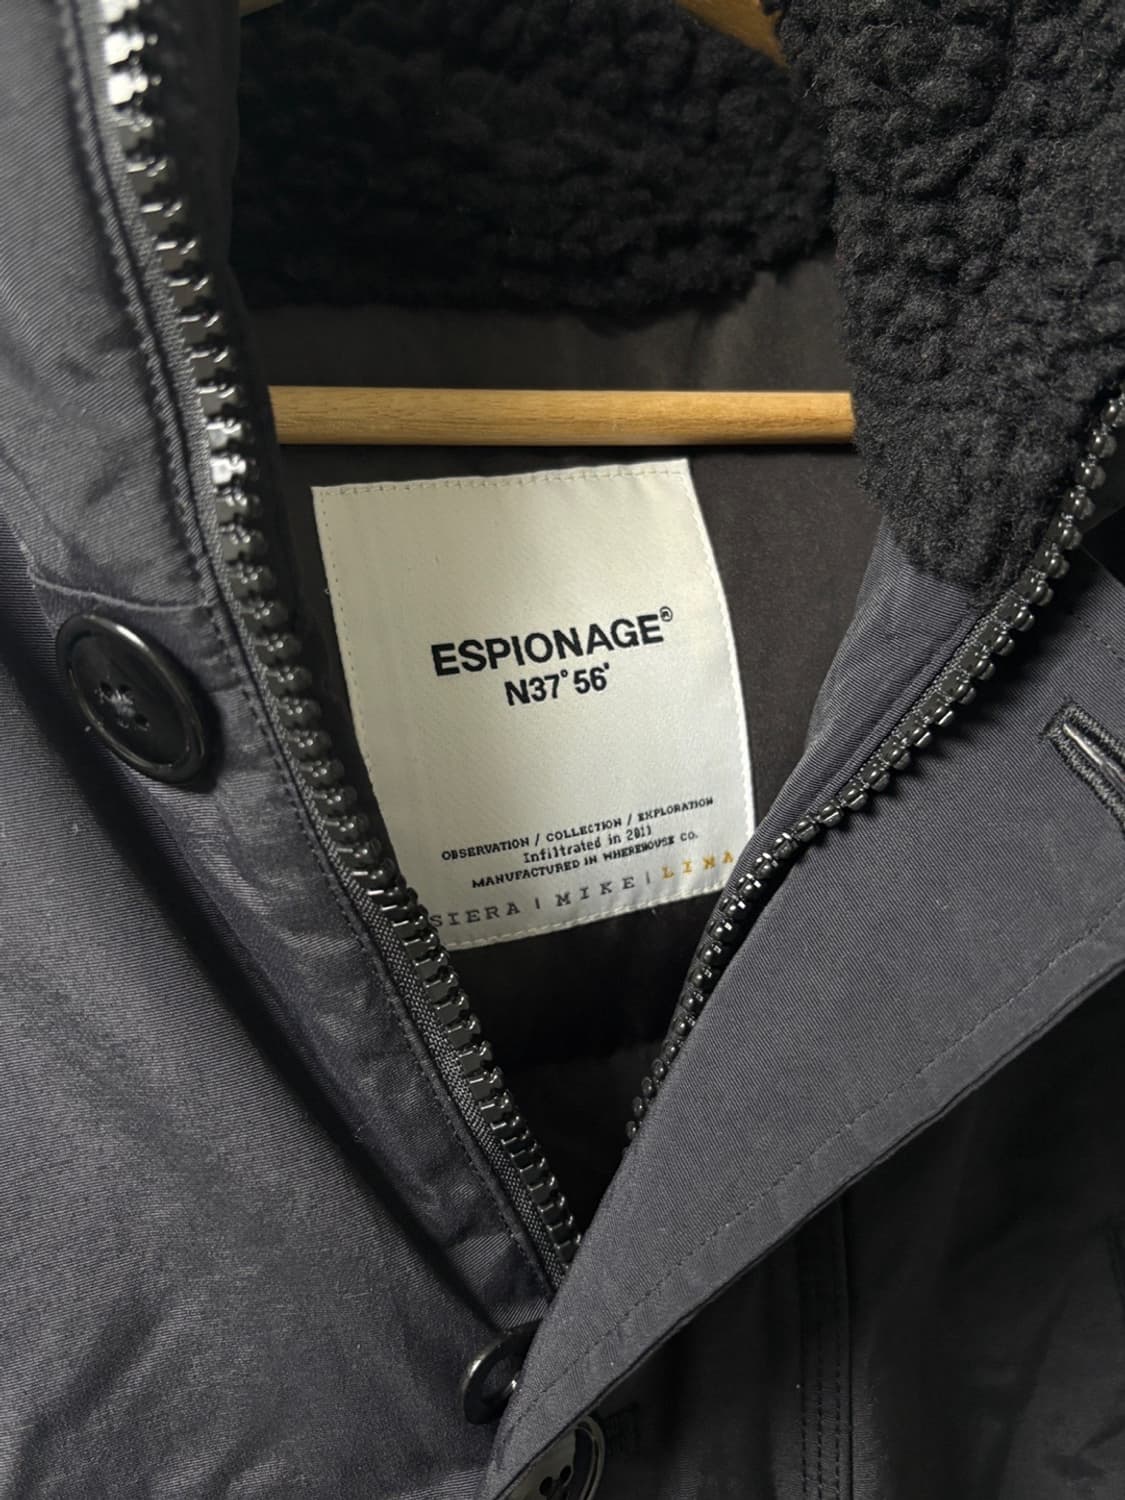 ESPIONAGE®
N37°56'
OBSERVATION / COLLECTION / EXPLORATION
Infiltrated in 2011
MANUFACTURED IN WHEREHOUSE CO.
SIERA | MIKE | LIMA